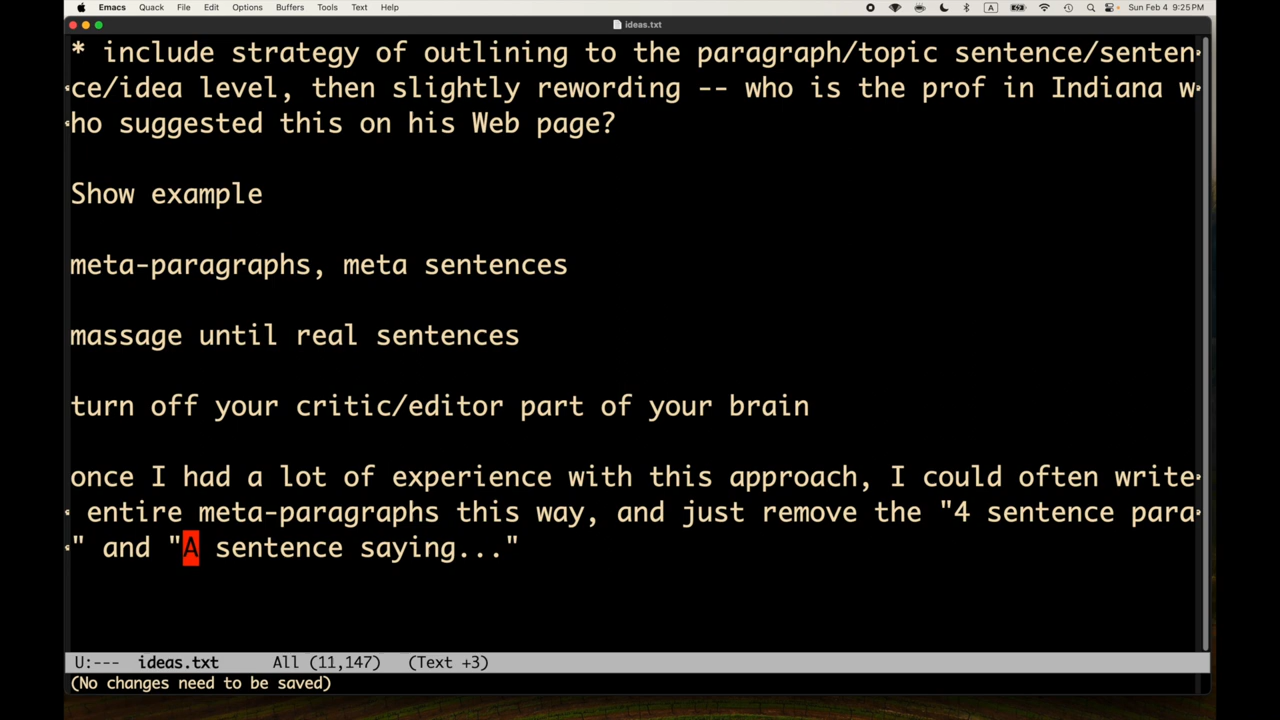 Emacs Quack File Edit Options Buffers Tools Text Help A Sun Feb 4 9:25 PM
ideas.txt
* include strategy of outlining to the paragraph/topic sentence/senten
ce/idea level, then slightly rewording -- who is the prof in Indiana w
ho suggested this on his Web page?
Show example
meta-paragraphs, meta sentences
massage until real sentences
turn off your critic/editor part of your brain
once I had a lot of experience with this approach, I could often write
entire meta-paragraphs this way, and just remove the "4 sentence para
" and "A sentence saying..."
U:--- ideas.txt All (11,147) (Text +3)
(No changes need to be saved)